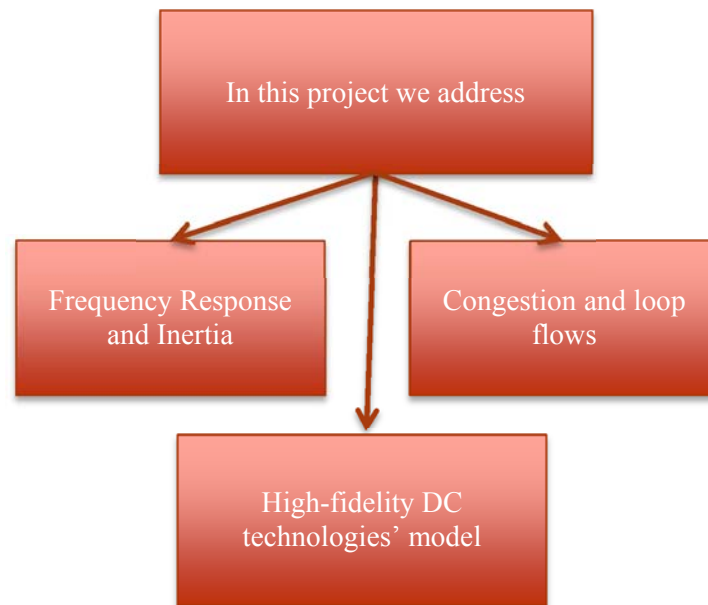 In this project we address
Frequency Response
and Inertia
Congestion and loop
flows
High-fidelity DC
technologies’ model